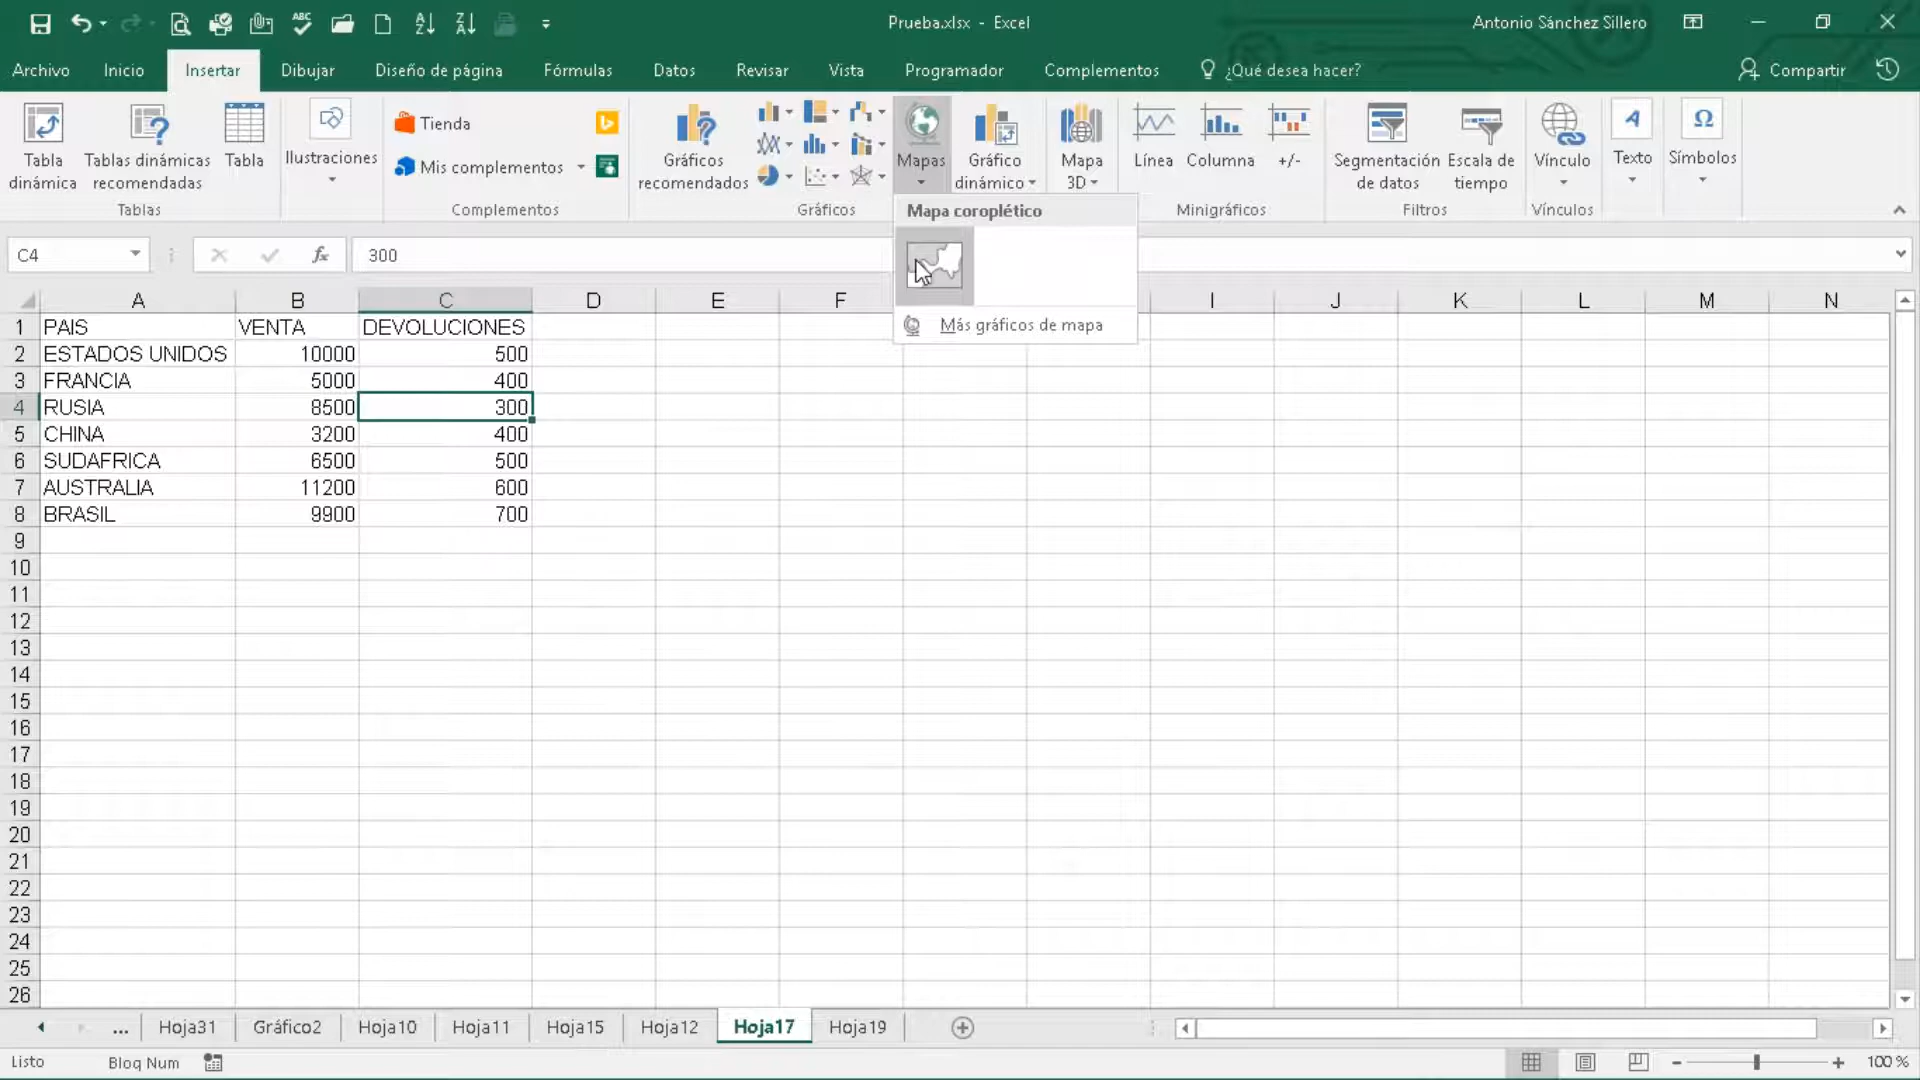 Prueba.xlsx - Excel
Antonio Sánchez Sillero
Archivo Inicio Insertar Dibujar Diseño de página Fórmulas Datos Revisar Vista Programador Complementos ¿Qué desea hacer? Compartir
Tabla dinámica
Tablas dinámicas recomendadas
Tabla
Tablas
Ilustraciones
Tienda
Mis complementos
Complementos
Gráficos recomendados
Gráficos
Mapas
Gráfico dinámico
Mapa 3D
Línea
Columna
+/-
Minigráficos
Segmentación de datos
Escala de tiempo
Filtros
Vínculo
Vínculos
Texto
Símbolos
Mapa coroplético
Más gráficos de mapa
C4 fx 300
A B C D E F I J K L M N
1 PAIS VENTA DEVOLUCIONES
2 ESTADOS UNIDOS 10000 500
3 FRANCIA 5000 400
4 RUSIA 8500 300
5 CHINA 3200 400
6 SUDAFRICA 6500 500
7 AUSTRALIA 11200 600
8 BRASIL 9900 700
9
10
11
12
13
14
15
16
17
18
19
20
21
22
23
24
25
26
... Hoja31 Gráfico2 Hoja10 Hoja11 Hoja15 Hoja12 Hoja17 Hoja19
Listo Bloq Num 100 %